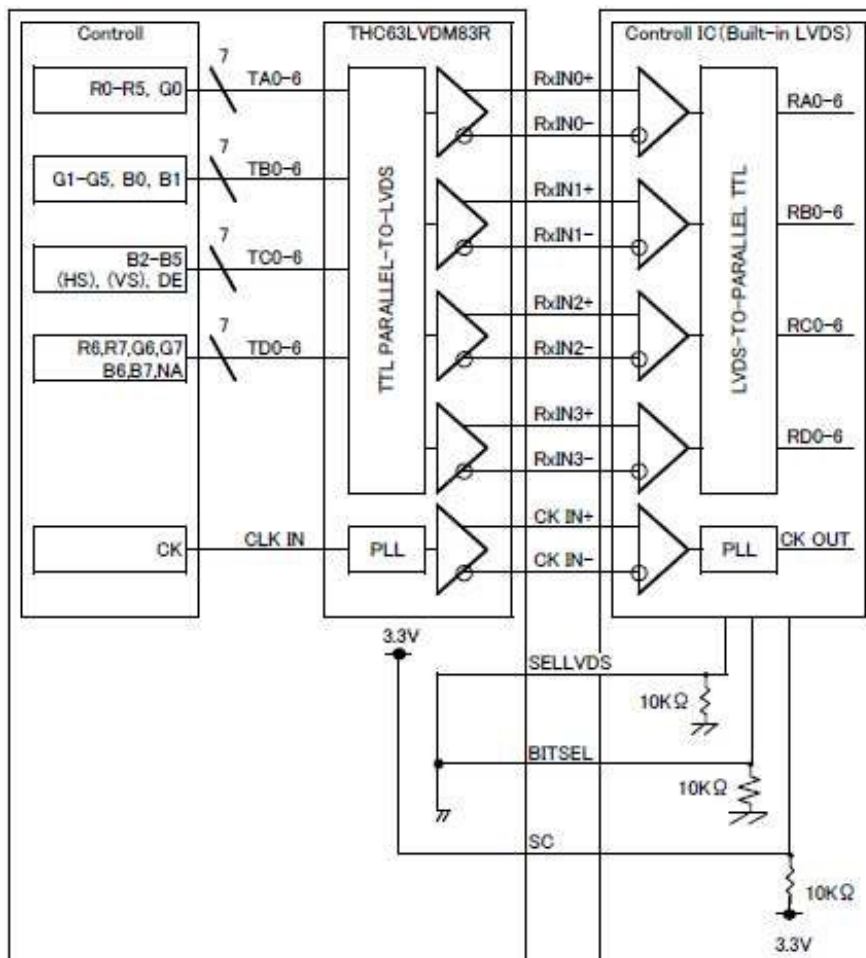 Controll
THC63LVDM83R
Controll IC(Built-in LVDS)
R0-R5, G0
7
TA0-6
RxIN0+
RxIN0-
RA0-6
G1-G5, B0, B1
7
TB0-6
RxIN1+
RxIN1-
RB0-6
B2-B5
(HS), (VS), DE
7
TC0-6
RxIN2+
RxIN2-
RC0-6
R6,R7,G6,G7
B6,B7,NA
7
TD0-6
RxIN3+
RxIN3-
RD0-6
TTL PARALLEL-TO-LVDS
LVDS-TO-PARALLEL TTL
CK
CLK IN
PLL
CK IN+
CK IN-
PLL
CK OUT
3.3V
SELLVDS
10KΩ
BITSEL
10KΩ
SC
10KΩ
3.3V